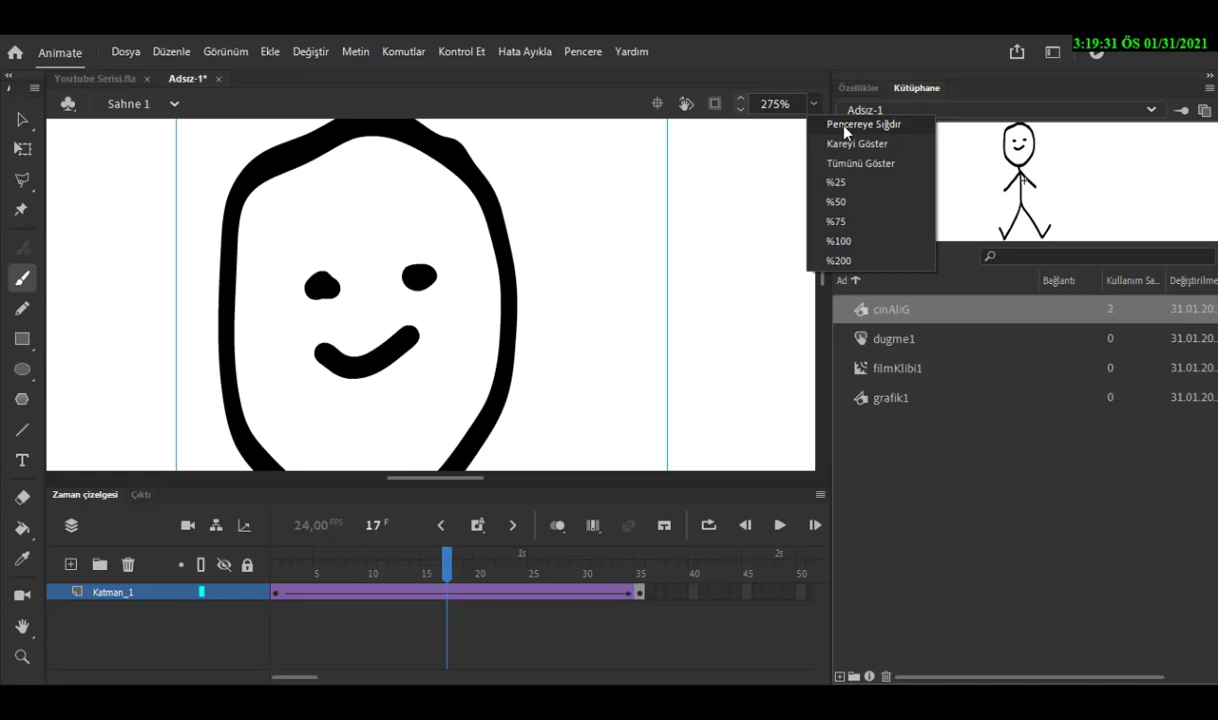 3:19:31 ÖS 01/31/2021
Animate
Dosya
Düzenle
Görünüm
Ekle
Değiştir
Metin
Komutlar
Kontrol Et
Hata Ayıkla
Pencere
Yardım
Youtube Serisi.fla
Adsız-1*
Özellikler
Kütüphane
Sahne 1
275%
Adsız-1
Pencereye Sığdır
Kareyi Göster
Tümünü Göster
%25
%50
%75
%100
%200
Ad
Bağlantı
Kullanım Sa...
Değiştirilme
cinAliG
2
31.01.20...
dugme1
0
31.01.20...
filmKlibi1
0
31.01.20...
grafik1
0
31.01.20...
Zaman çizelgesi
Çıktı
24,00 FPS
17 F
1s
2s
5
10
15
20
25
30
35
40
45
50
Katman_1